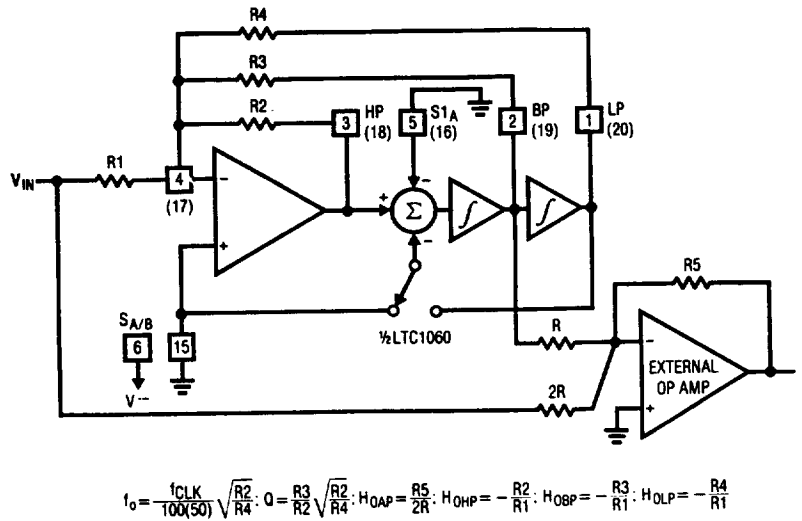 R4
R3
R2
HP
3
(18)
S1A
5
(16)
BP
2
(19)
LP
1
(20)
R1
VIN
4
(17)
−
+
+
Σ
−
−
∫
∫
SA/B
6
V−
15
½LTC1060
R
2R
R5
−
+
EXTERNAL
OP AMP
fo = fCLK/100(50) √(R2/R4); Q = R3/R2 √(R2/R4); HOAP = R5/2R; HOHP = −R2/R1; HOBP = −R3/R1; HOLP = −R4/R1